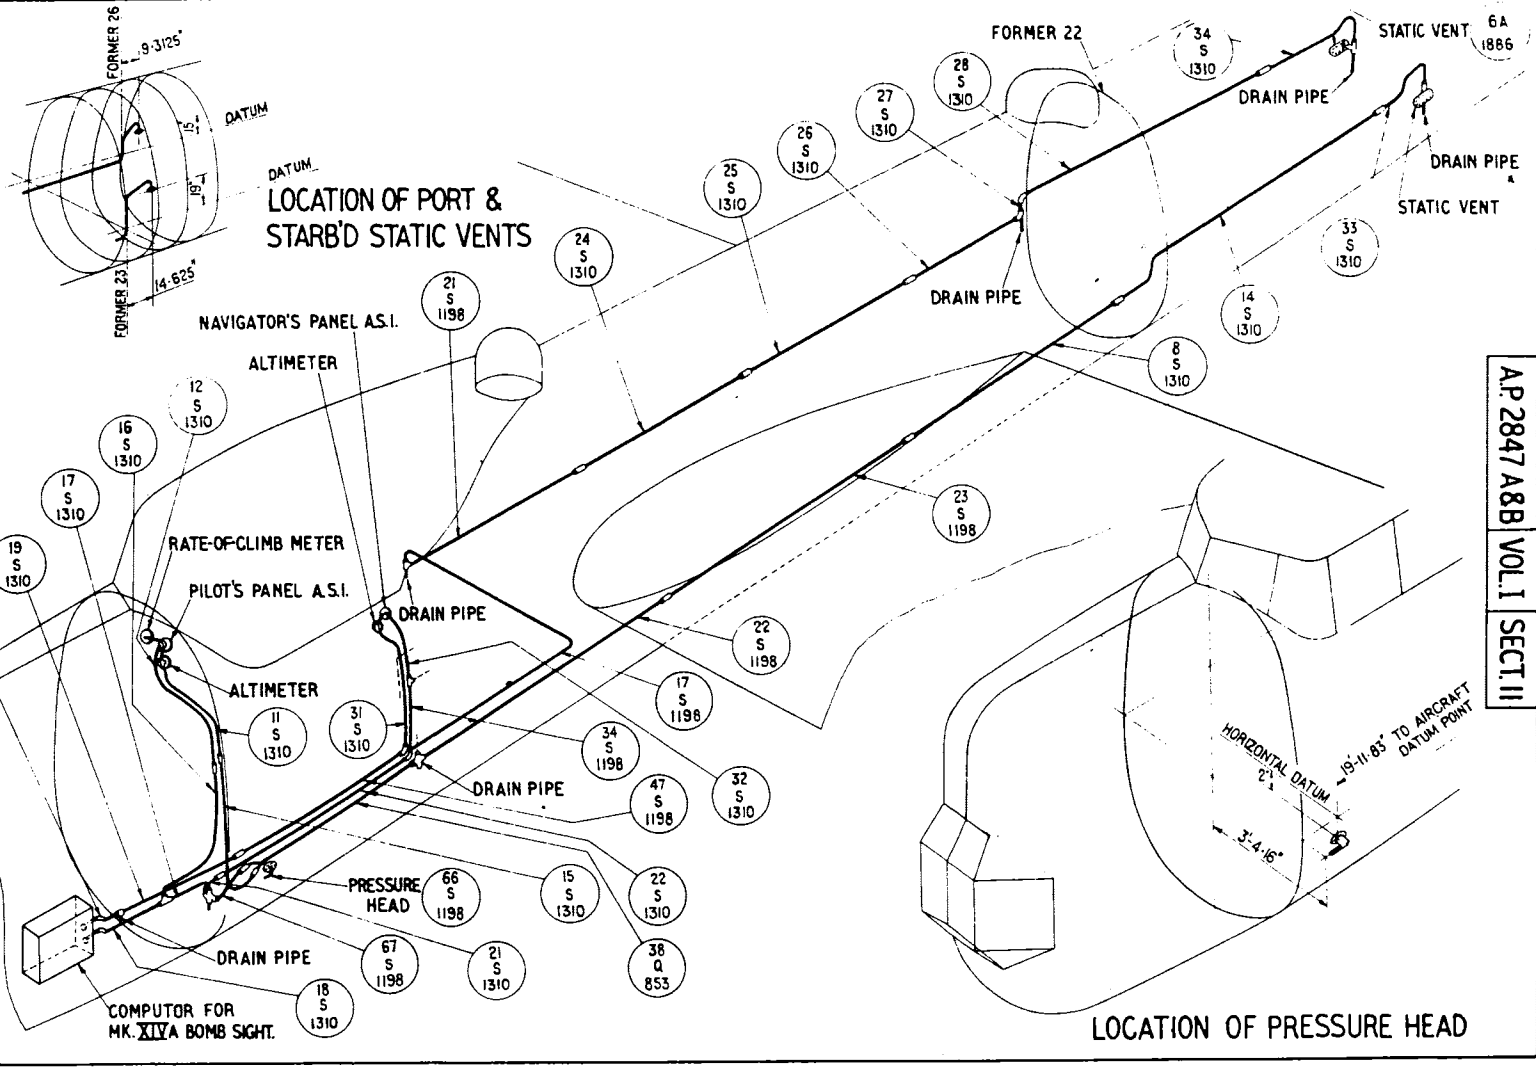 FORMER 26
9·3125"
DATUM
15"
DATUM
19"
FORMER 23
14·625"
LOCATION OF PORT &
STARB'D STATIC VENTS
FORMER 22
34
S
1310
STATIC VENT
6A
1886
DRAIN PIPE
DRAIN PIPE
STATIC VENT
33
S
1310
28
S
1310
27
S
1310
26
S
1310
25
S
1310
24
S
1310
21
S
1198
DRAIN PIPE
14
S
1310
8
S
1310
NAVIGATOR'S PANEL A.S.I.
ALTIMETER
12
S
1310
16
S
1310
17
S
1310
19
S
1310
RATE-OF-CLIMB METER
PILOT'S PANEL A.S.I.
DRAIN PIPE
ALTIMETER
11
S
1310
31
S
1310
23
S
1198
22
S
1198
17
S
1198
34
S
1198
32
S
1310
47
S
1198
DRAIN PIPE
PRESSURE
HEAD
66
S
1198
15
S
1310
22
S
1310
38
Q
853
DRAIN PIPE
67
S
1198
21
S
1310
18
S
1310
COMPUTOR FOR
MK. XIV A BOMB SIGHT.
A.P. 2847 A&B VOL.I SECT.II
HORIZONTAL DATUM
2"
19'-11·83" TO AIRCRAFT
DATUM POINT
3'-4·16"
LOCATION OF PRESSURE HEAD